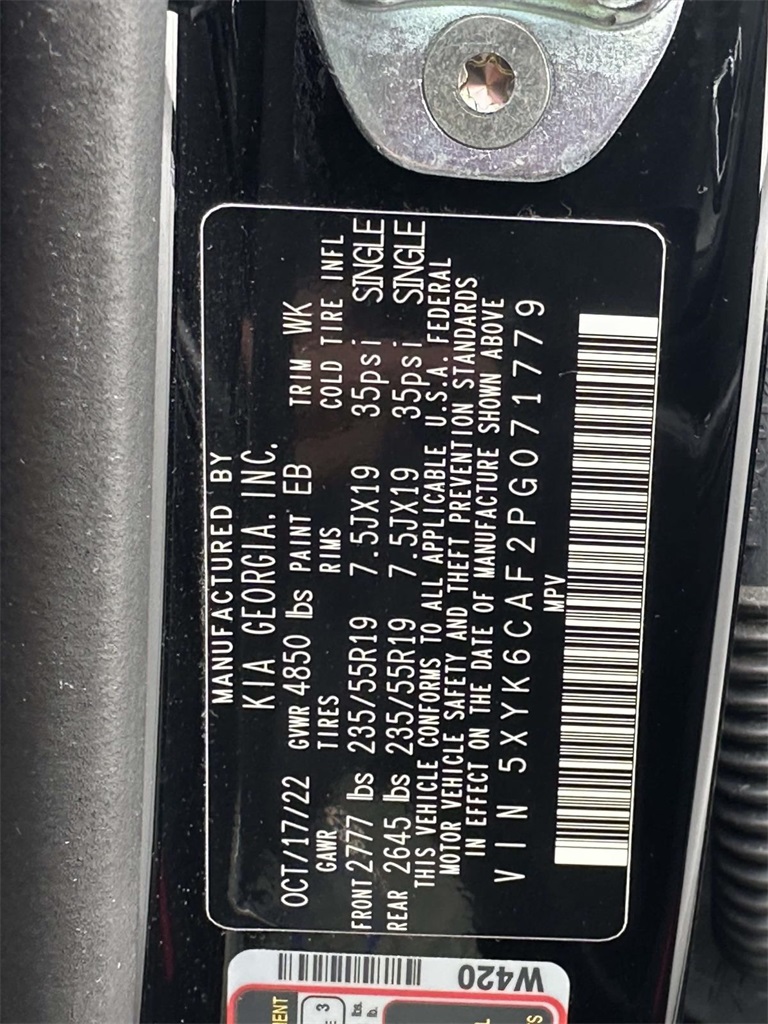 MANUFACTURED BY
KIA GEORGIA, INC.
OCT/17/22 GVWR 4850 lbs PAINT EB TRIM WK
GAWR TIRES RIMS COLD TIRE INFL
FRONT 2777 lbs 235/55R19 7.5JX19 35psi SINGLE
REAR 2645 lbs 235/55R19 7.5JX19 35psi SINGLE
THIS VEHICLE CONFORMS TO ALL APPLICABLE U.S.A. FEDERAL
MOTOR VEHICLE SAFETY AND THEFT PREVENTION STANDARDS
IN EFFECT ON THE DATE OF MANUFACTURE SHOWN ABOVE
VIN 5XYK6CAF2PG071779
MPV
W420
3